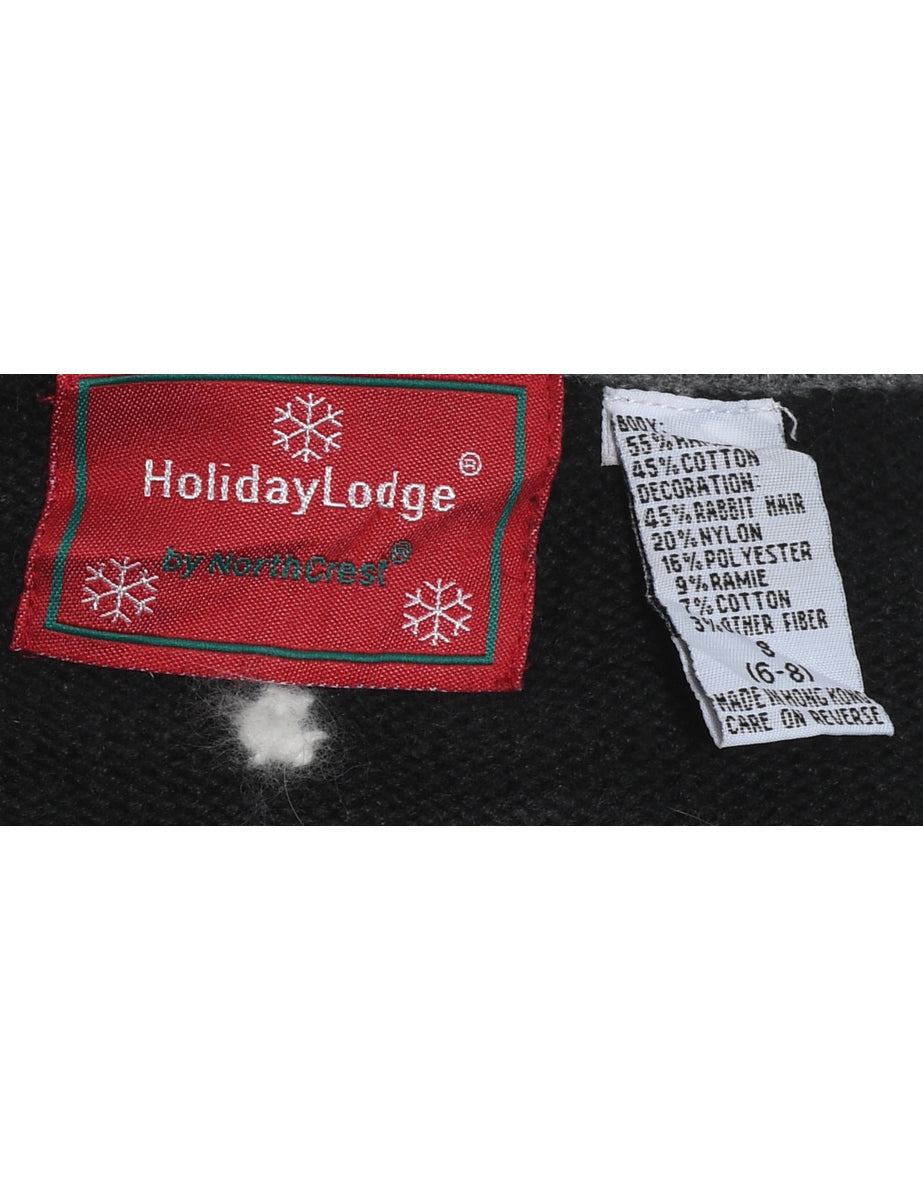 HolidayLodge®
by NorthCrest®
BODY:
55%
45%COTTON
DECORATION:
45%RABBIT HAIR
20%NYLON
16%POLYESTER
9%RAMIE
7%COTTON
3%OTHER FIBER
S
(6-8)
MADE IN HONG KONG
CARE ON REVERSE